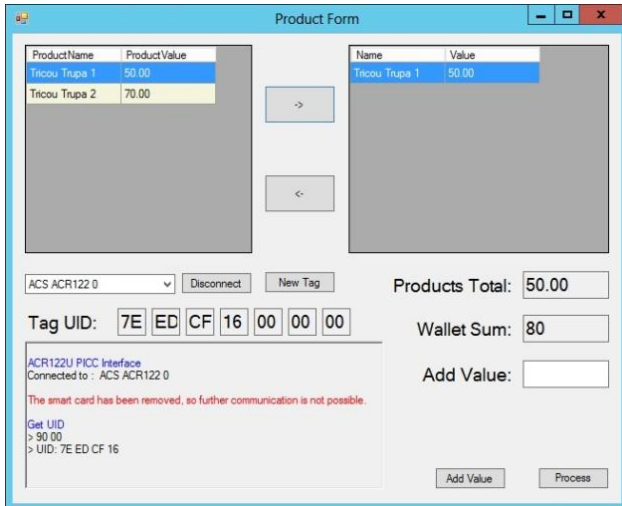 Product Form
ProductName ProductValue
Tricou Trupa 1 50.00
Tricou Trupa 2 70.00
->
<-
Name Value
Tricou Trupa 1 50.00
ACS ACR122 0 Disconnect New Tag
Tag UID: 7E ED CF 16 00 00 00
ACR122U PICC Interface
Connected to : ACS ACR122 0
The smart card has been removed, so further communication is not possible.
Get UID
> 90 00
> UID: 7E ED CF 16
Products Total: 50.00
Wallet Sum: 80
Add Value:
Add Value Process